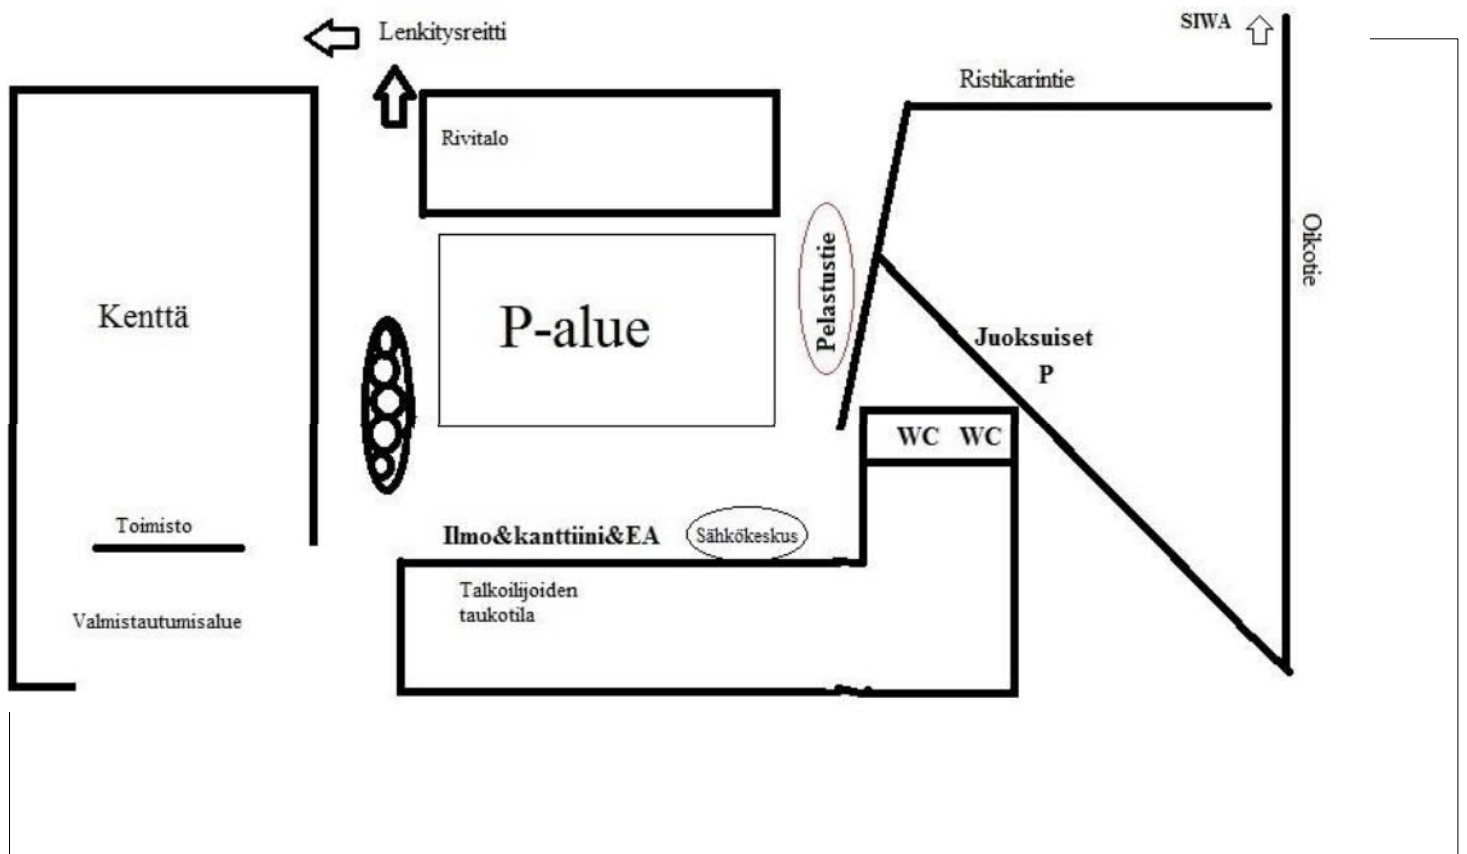 SIWA
Lenkitysreitti
Ristikarintie
Rivitalo
Oikotie
Pelastustie
Kenttä
P-alue
Juoksuiset
P
WC WC
Toimisto
Ilmo&kanttiini&EA
Sähkökeskus
Talkoilijoiden
taukotila
Valmistautumisalue